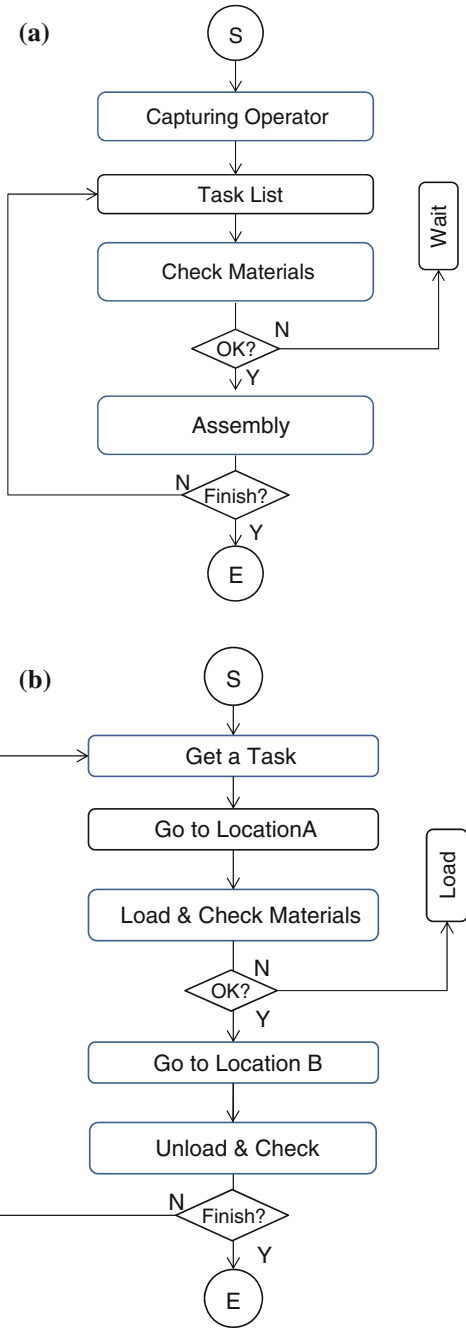 (a)
S
Capturing Operator
Task List
Wait
Check Materials
N
OK?
Y
Assembly
N
Finish?
Y
E
(b)
S
Get a Task
Go to LocationA
Load
Load & Check Materials
N
OK?
Y
Go to Location B
Unload & Check
N
Finish?
Y
E